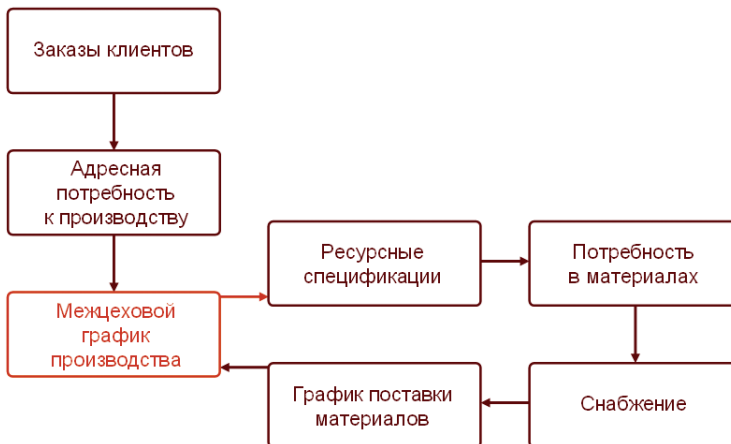 Заказы клиентов
Адресная
потребность
к производству
Ресурсные
спецификации
Потребность
в материалах
Межцеховой
график
производства
График поставки
материалов
Снабжение